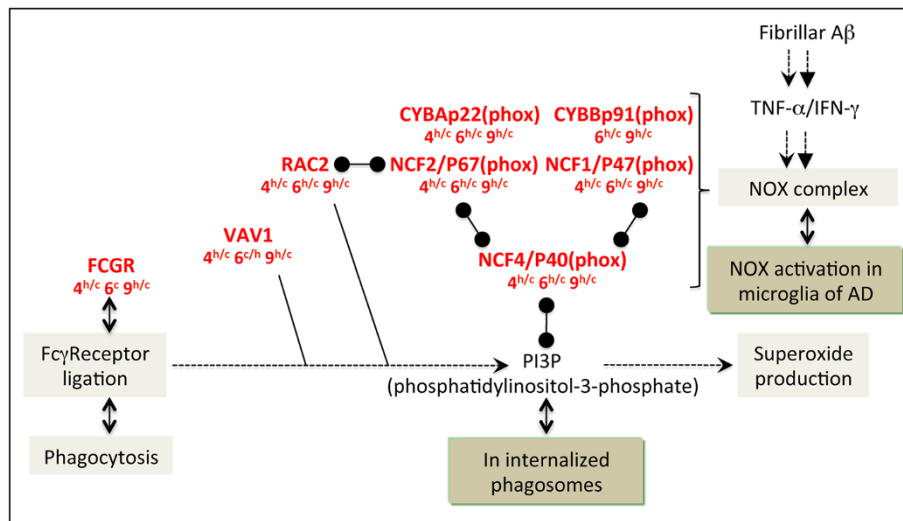 Fibrillar Aβ
TNF-α/IFN-γ
CYBAp22(phox)
4h/c 6h/c 9h/c
CYBBp91(phox)
6h/c 9h/c
RAC2
4h/c 6h/c 9h/c
NCF2/P67(phox)
4h/c 6h/c 9h/c
NCF1/P47(phox)
4h/c 6h/c 9h/c
NOX complex
VAV1
4h/c 6c/h 9h/c
FCGR
4h/c 6c 9h/c
NCF4/P40(phox)
4h/c 6h/c 9h/c
NOX activation in
microglia of AD
FcγReceptor
ligation
PI3P
(phosphatidylinositol-3-phosphate)
Superoxide
production
Phagocytosis
In internalized
phagosomes